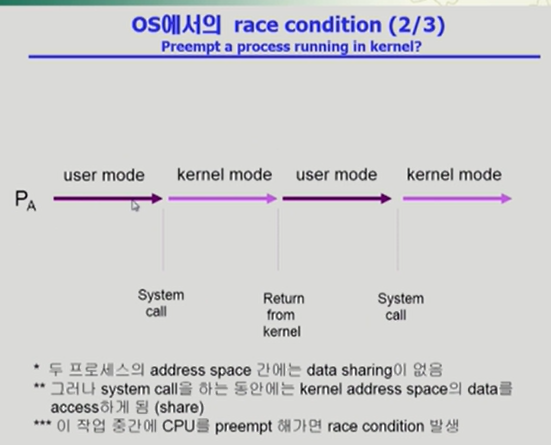 OS에서의 race condition (2/3)
Preempt a process running in kernel?
user mode
kernel mode
user mode
kernel mode
PA
System
call
Return
from
kernel
System
call
* 두 프로세스의 address space 간에는 data sharing이 없음
** 그러나 system call을 하는 동안에는 kernel address space의 data를
access하게 됨 (share)
*** 이 작업 중간에 CPU를 preempt 해가면 race condition 발생